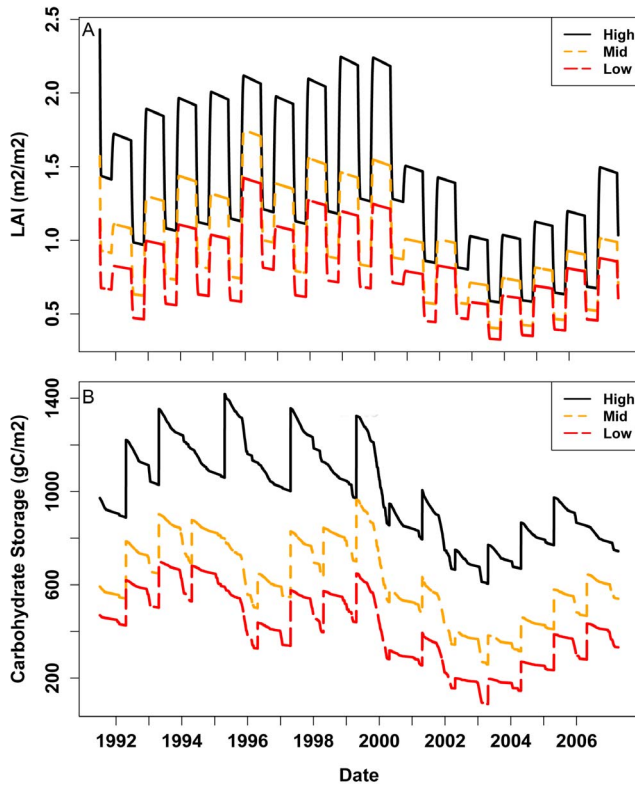 A
High
Mid
Low
LAI (m2/m2)
2.5
2.0
1.5
1.0
0.5
B
High
Mid
Low
Carbohydrate Storage (gC/m2)
1400
1000
600
200
1992 1994 1996 1998 2000 2002 2004 2006
Date